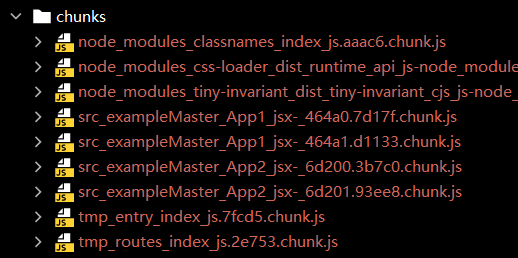 chunks
JS node_modules_classnames_index_js.aaac6.chunk.js
JS node_modules_css-loader_dist_runtime_api_js-node_module
JS node_modules_tiny-invariant_dist_tiny-invariant_cjs_js-node_
JS src_exampleMaster_App1_jsx-_464a0.7d17f.chunk.js
JS src_exampleMaster_App1_jsx-_464a1.d1133.chunk.js
JS src_exampleMaster_App2_jsx-_6d200.3b7c0.chunk.js
JS src_exampleMaster_App2_jsx-_6d201.93ee8.chunk.js
JS tmp_entry_index_js.7fcd5.chunk.js
JS tmp_routes_index_js.2e753.chunk.js